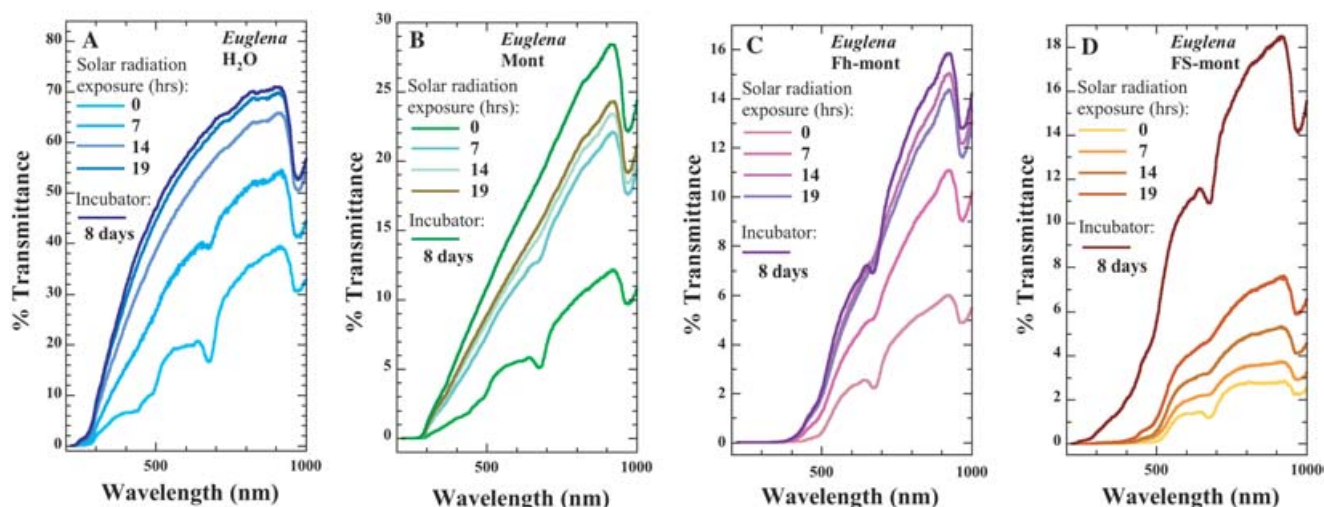 A
Euglena
H₂O
Solar radiation
exposure (hrs):
0
7
14
19
Incubator:
8 days
% Transmittance
80
70
60
50
40
30
20
10
0
500
1000
Wavelength (nm)
B
Euglena
Mont
Solar radiation
exposure (hrs):
0
7
14
19
Incubator:
8 days
% Transmittance
30
25
20
15
10
5
0
500
1000
Wavelength (nm)
C
Euglena
Fh-mont
Solar radiation
exposure (hrs):
0
7
14
19
Incubator:
8 days
% Transmittance
16
14
12
10
8
6
4
2
0
500
1000
Wavelength (nm)
D
Euglena
FS-mont
Solar radiation
exposure (hrs):
0
7
14
19
Incubator:
8 days
% Transmittance
18
16
14
12
10
8
6
4
2
0
500
1000
Wavelength (nm)